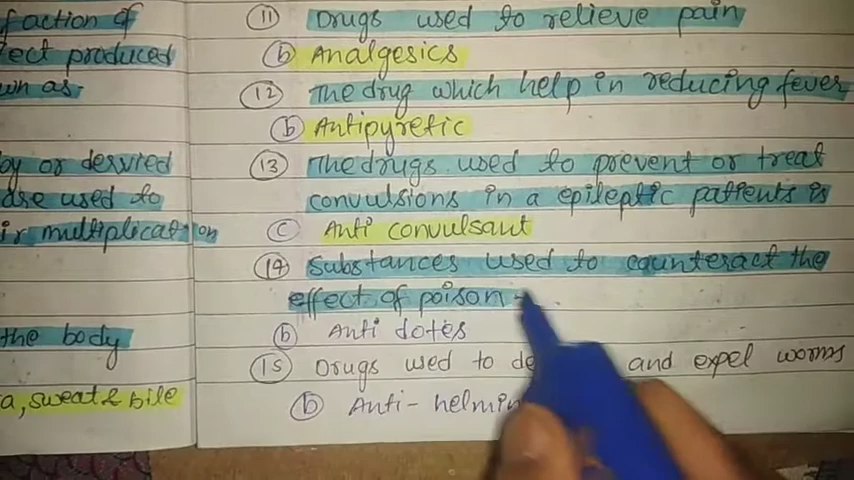 faction of
ect produced
wn as-
by or desvied
are used to
ir multiplication
the body
a, sweat & bile
11 Drugs used to relieve pain
b Analgesics
12 The drug which help in reducing fever
b Antipyretic
13 The drugs used to prevent or treat
convulsions in a epileptic patients is
c Anti convulsant
14 Substances used to counteract the
effect of poison -
b Anti dotes
15 Drugs used to de and expel worms
b Anti-helmin